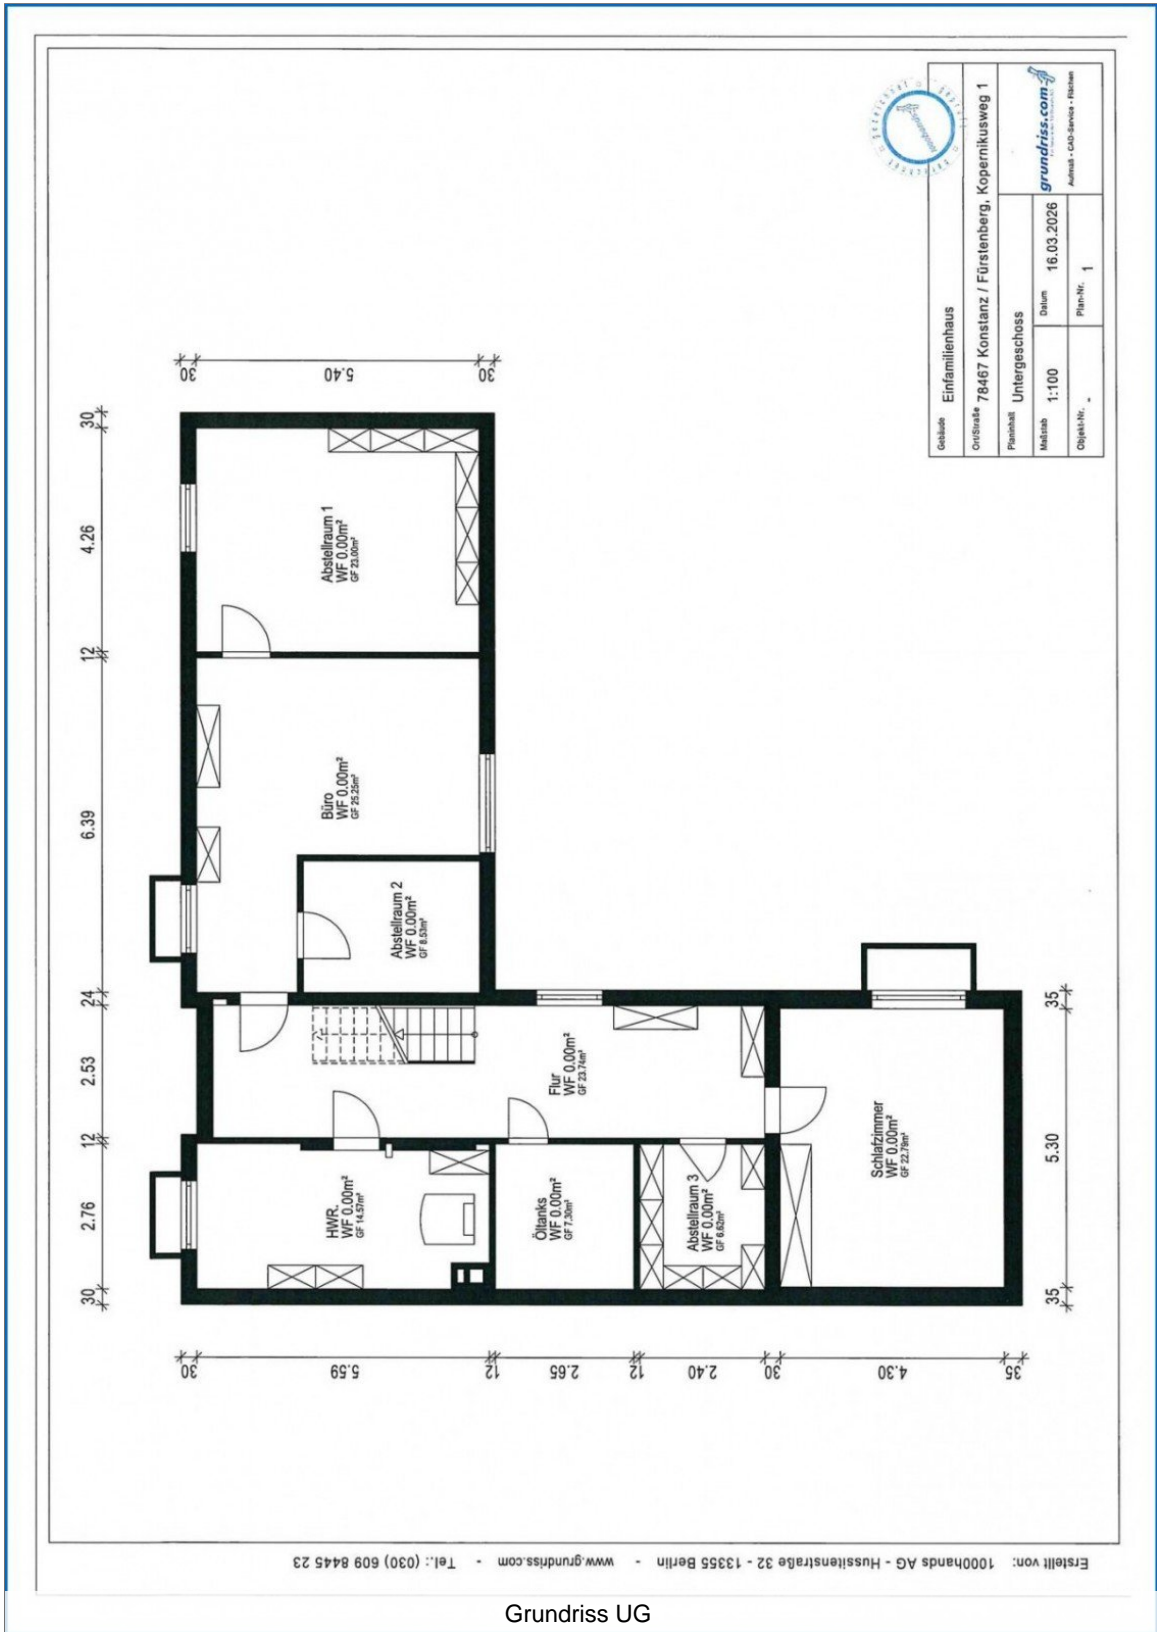 Gebäude Einfamilienhaus
Ort/Straße 78467 Konstanz / Fürstenberg, Kopernikusweg 1
Planinhalt Untergeschoss
Maßstab 1:100 Datum 16.03.2026
Objekt-Nr. - Plan-Nr. 1
grundriss.com
Aufmaß - CAD-Service - Flächen
30
5.40
30
30
4.26
12
6.39
24
2.53
12
2.76
30
Abstellraum 1
WF 0.00m²
GF 23.00m²
Büro
WF 0.00m²
GF 25.25m²
Abstellraum 2
WF 0.00m²
GF 8.53m²
Flur
WF 0.00m²
GF 23.74m²
HWR.
WF 0.00m²
GF 14.57m²
Öltanks
WF 0.00m²
GF 7.30m²
Abstellraum 3
WF 0.00m²
GF 6.62m²
Schlafzimmer
WF 0.00m²
GF 22.79m²
35
5.30
35
30
5.59
12
2.65
12
2.40
30
4.30
35
Erstellt von: 1000hands AG - Hussitenstraße 32 - 13355 Berlin - www.grundriss.com - Tel.: (030) 609 8445 23
Grundriss UG